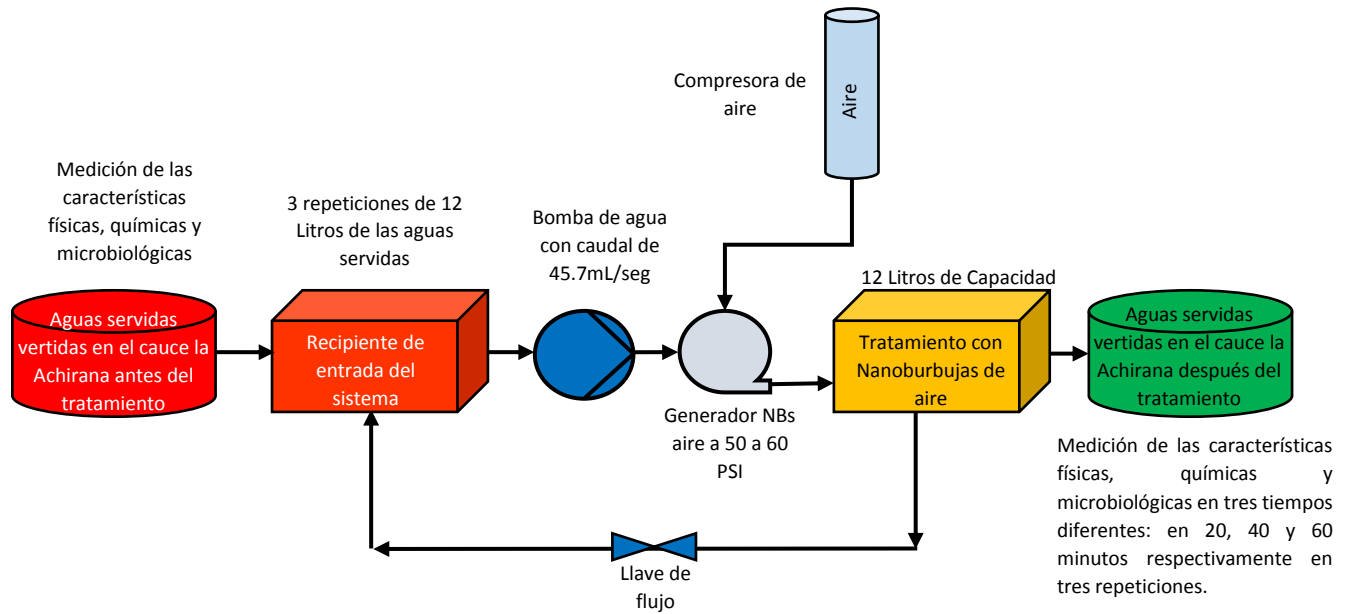 Compresora de
aire
Aire
Medición de las
características
físicas, químicas y
microbiológicas
3 repeticiones de 12
Litros de las aguas
servidas
Bomba de agua
con caudal de
45.7mL/seg
12 Litros de Capacidad
Aguas servidas
vertidas en el cauce la
Achirana antes del
tratamiento
Recipiente de
entrada del
sistema
Generador NBs
aire a 50 a 60
PSI
Tratamiento con
Nanoburbujas de
aire
Aguas servidas
vertidas en el cauce la
Achirana después del
tratamiento
Medición de las características
físicas, químicas y
microbiológicas en tres tiempos
diferentes: en 20, 40 y 60
minutos respectivamente en
tres repeticiones.
Llave de
flujo